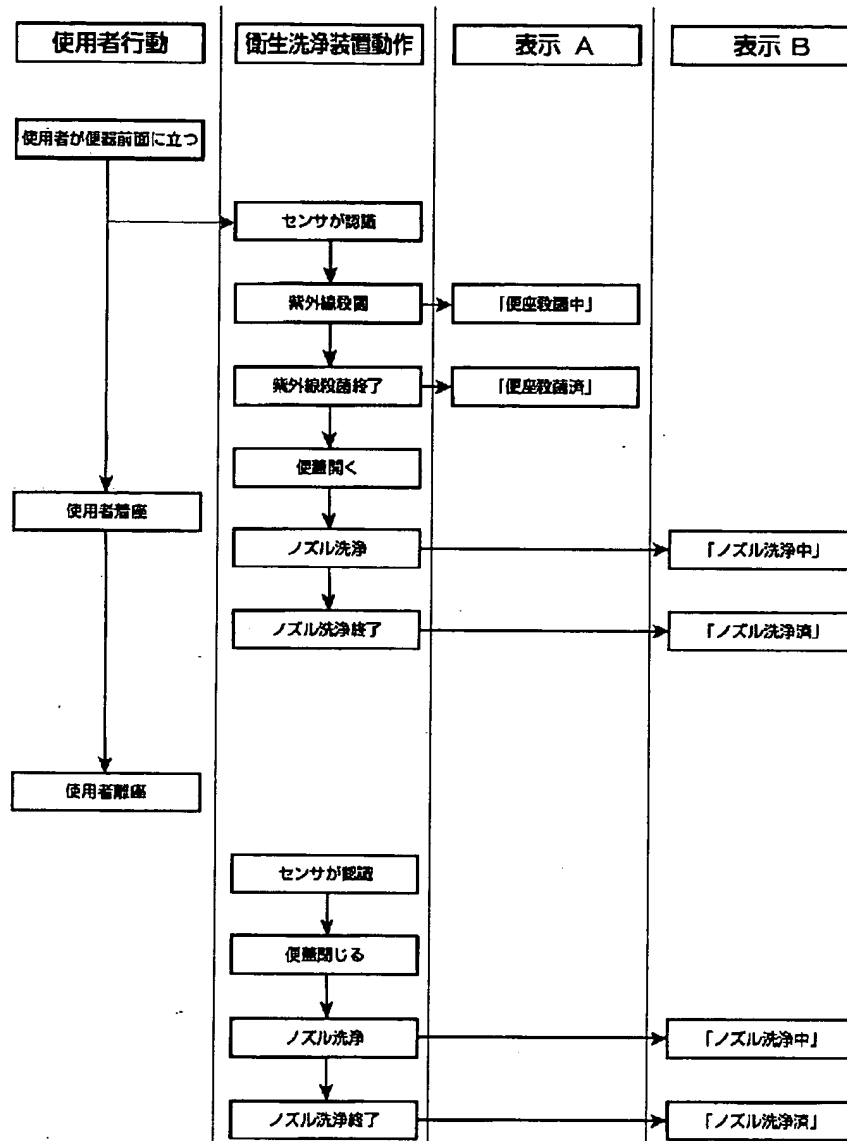 使用者行動
衛生洗浄装置動作
表示 A
表示 B
使用者が便器前面に立つ
センサが認識
紫外線殺菌
「便座殺菌中」
紫外線殺菌終了
「便座殺菌済」
便蓋開く
使用者着座
ノズル洗浄
「ノズル洗浄中」
ノズル洗浄終了
「ノズル洗浄済」
使用者離座
センサが認識
便蓋閉じる
ノズル洗浄
「ノズル洗浄中」
ノズル洗浄終了
「ノズル洗浄済」